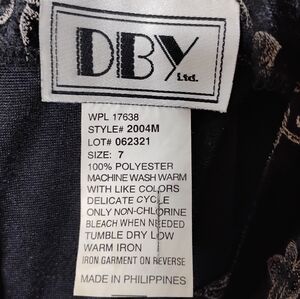 DBY
Ltd.
WPL 17638
STYLE# 2004M
LOT# 062321
SIZE: 7
100% POLYESTER
MACHINE WASH WARM
WITH LIKE COLORS
DELICATE CYCLE
ONLY NON-CHLORINE
BLEACH WHEN NEEDED
TUMBLE DRY LOW
WARM IRON
IRON GARMENT ON REVERSE
MADE IN PHILIPPINES